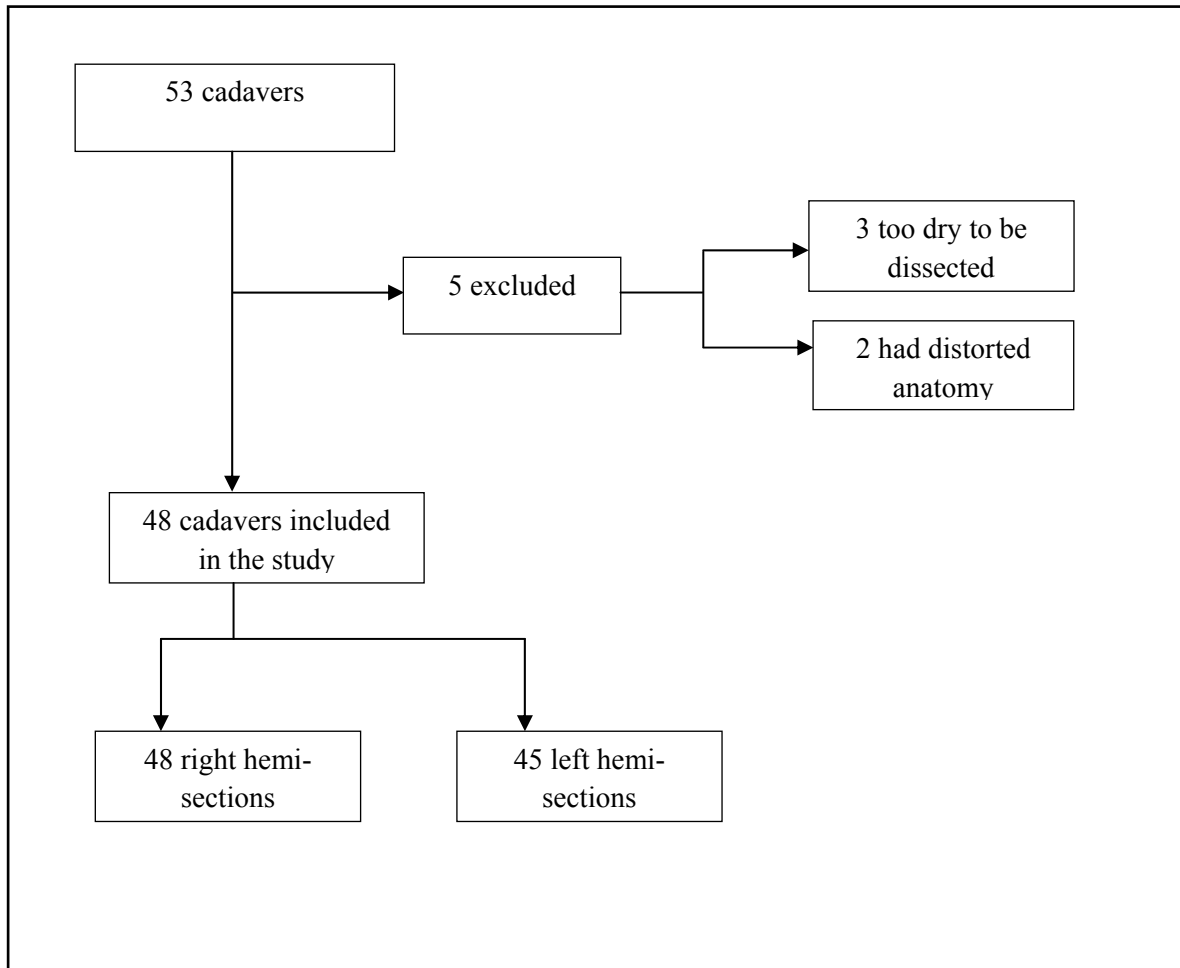 53 cadavers
3 too dry to be
dissected
5 excluded
2 had distorted
anatomy
48 cadavers included
in the study
48 right hemi-
sections
45 left hemi-
sections